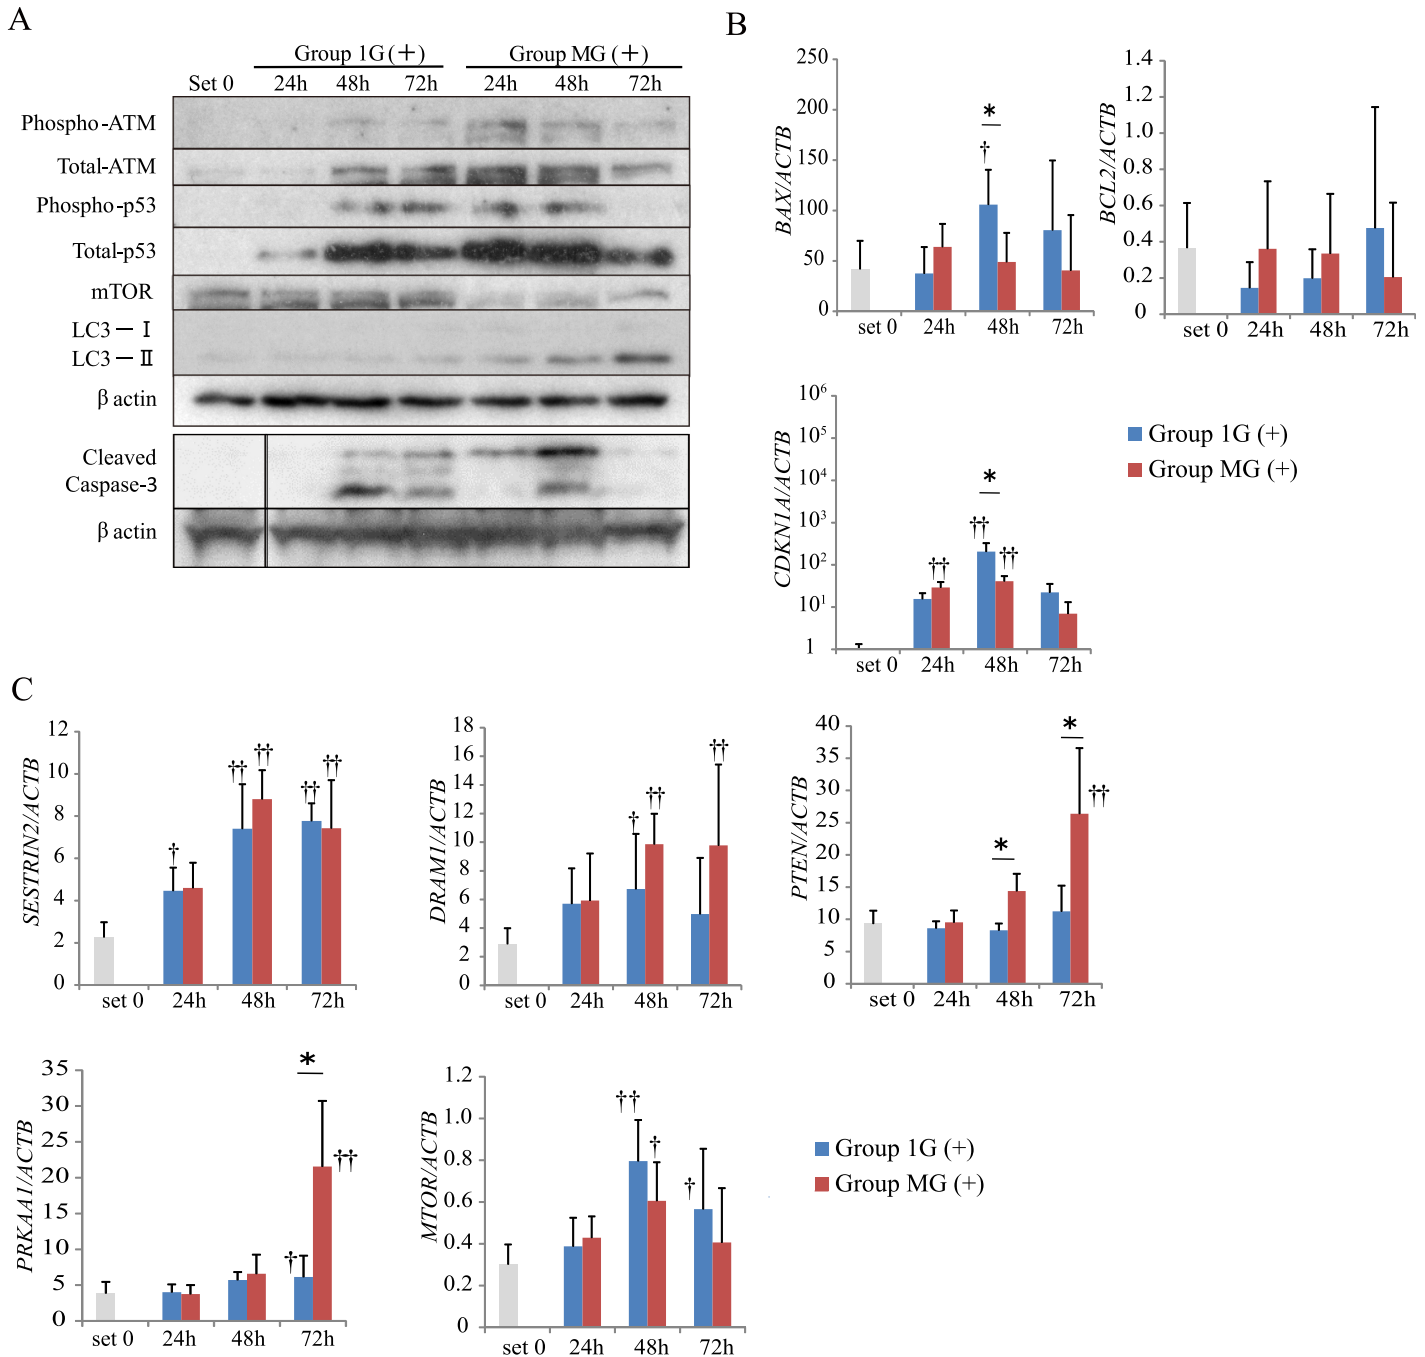 A
Group 1G (+) Group MG (+)
Set 0 24h 48h 72h 24h 48h 72h
Phospho-ATM
Total-ATM
Phospho-p53
Total-p53
mTOR
LC3－Ⅰ
LC3－Ⅱ
β actin
Cleaved
Caspase-3
β actin
B
BAX/ACTB
250
200
150
100
50
0
* †
set 0 24h 48h 72h
BCL2/ACTB
1.4
1.2
1.0
0.8
0.6
0.4
0.2
0
set 0 24h 48h 72h
CDKN1A/ACTB
10⁶
10⁵
10⁴
10³
10²
10¹
1
†† †† * ††
set 0 24h 48h 72h
Group 1G (+)
Group MG (+)
C
SESTRIN2/ACTB
12
10
8
6
4
2
0
† †† †† †† ††
set 0 24h 48h 72h
DRAM1/ACTB
18
16
14
12
10
8
6
4
2
0
† †† ††
set 0 24h 48h 72h
PTEN/ACTB
40
35
30
25
20
15
10
5
0
* * ††
set 0 24h 48h 72h
PRKAA1/ACTB
35
30
25
20
15
10
5
0
† * ††
set 0 24h 48h 72h
MTOR/ACTB
1.2
1.0
0.8
0.6
0.4
0.2
0
†† † †
set 0 24h 48h 72h
Group 1G (+)
Group MG (+)